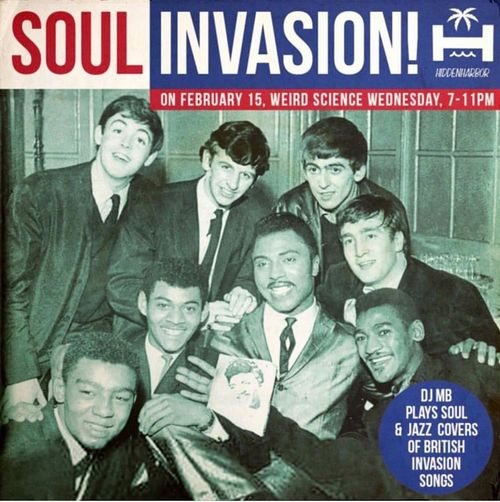 SOUL INVASION!
HIDDENHARBOR
ON FEBRUARY 15, WEIRD SCIENCE WEDNESDAY, 7-11PM
DJ MB
PLAYS SOUL
& JAZZ COVERS
OF BRITISH
INVASION
SONGS